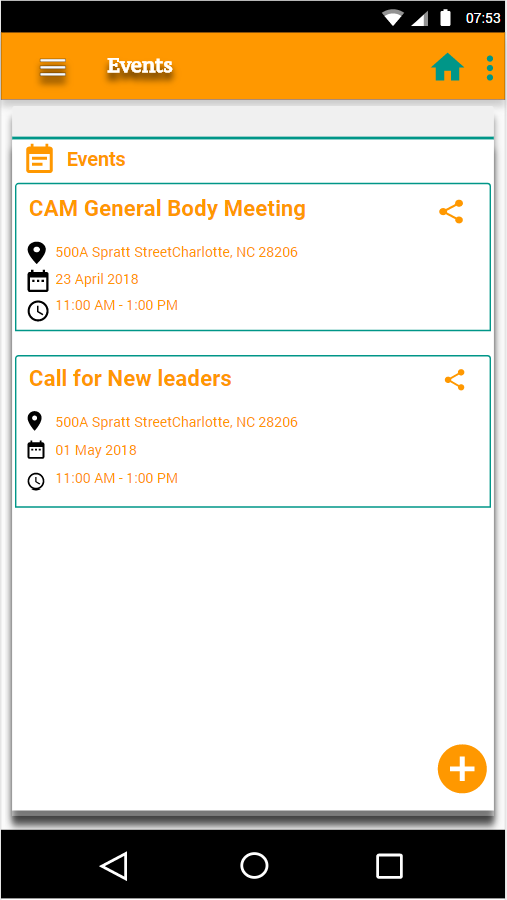 07:53
Events
Events
CAM General Body Meeting
500A Spratt StreetCharlotte, NC 28206
23 April 2018
11:00 AM - 1:00 PM
Call for New leaders
500A Spratt StreetCharlotte, NC 28206
01 May 2018
11:00 AM - 1:00 PM